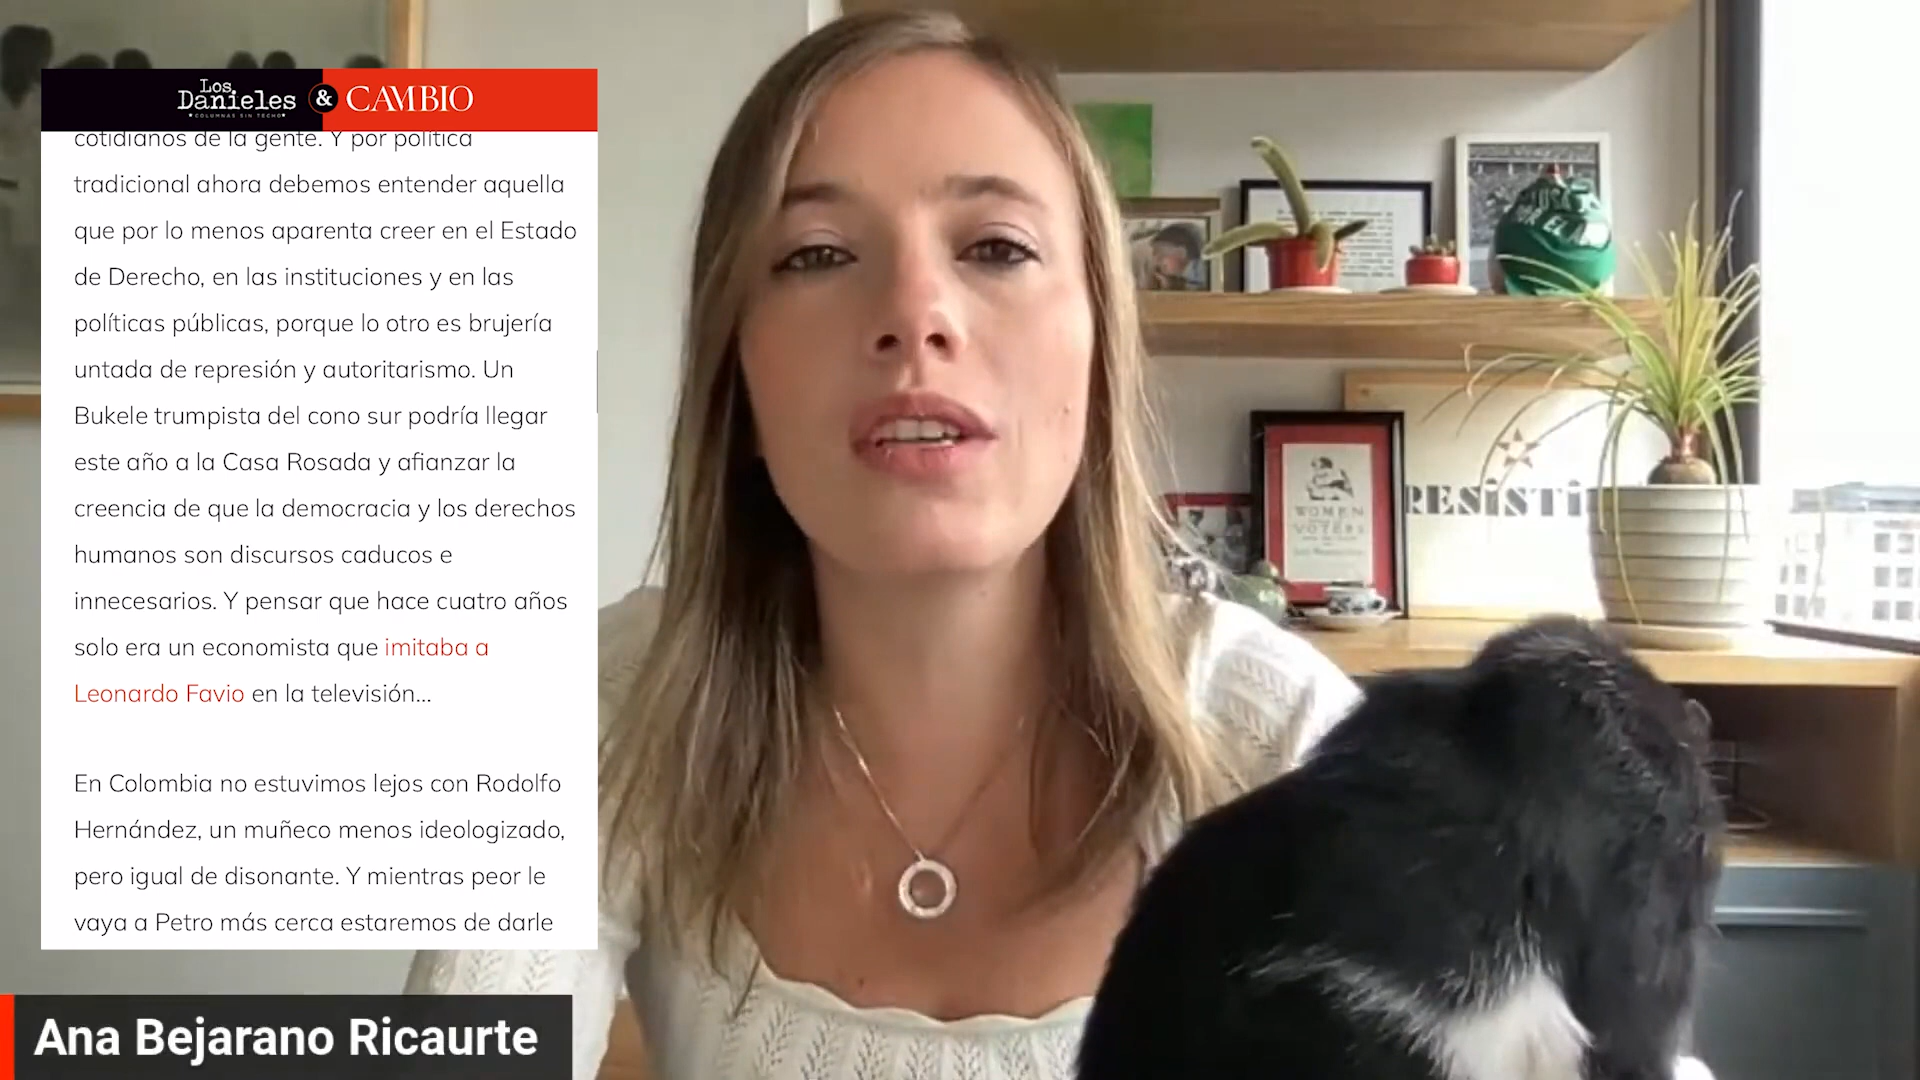 Los Danieles & CAMBIO
COLUMNAS SIN TECHO
cotidianos de la gente. Y por política
tradicional ahora debemos entender aquella
que por lo menos aparenta creer en el Estado
de Derecho, en las instituciones y en las
políticas públicas, porque lo otro es brujería
untada de represión y autoritarismo. Un
Bukele trumpista del cono sur podría llegar
este año a la Casa Rosada y afianzar la
creencia de que la democracia y los derechos
humanos son discursos caducos e
innecesarios. Y pensar que hace cuatro años
solo era un economista que imitaba a
Leonardo Favio en la televisión...
En Colombia no estuvimos lejos con Rodolfo
Hernández, un muñeco menos ideologizado,
pero igual de disonante. Y mientras peor le
vaya a Petro más cerca estaremos de darle
Ana Bejarano Ricaurte
WOMEN
VOTERS
RESISTI